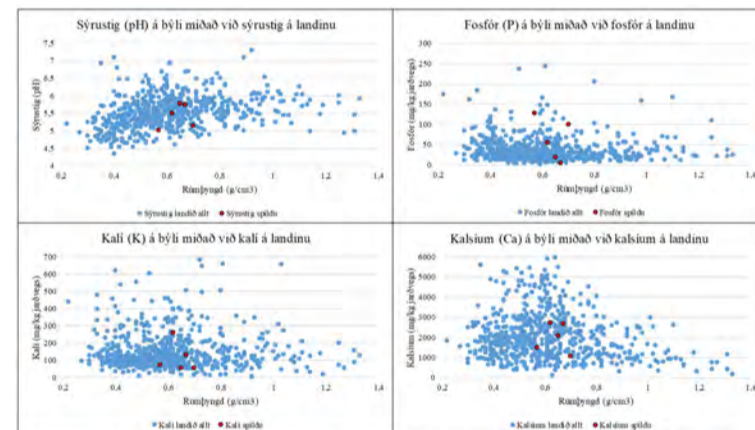 Sýrustig (pH) á býli miðað við sýrustig á landinu
7,5
7
6,5
6
5,5
5
4,5
4
Sýrustig (pH)
0,2 0,4 0,6 0,8 1 1,2 1,4
Rúmþyngd (g/cm3)
Sýrustig landið allt Sýrustig spildu
Fosfór (P) á býli miðað við fosfór á landinu
300
250
200
150
100
50
0
Fosfór (mg/kg jarðvegs)
0,2 0,4 0,6 0,8 1 1,2 1,4
Rúmþyngd (g/cm3)
Fosfór landið allt Fosfór spildu
Kalí (K) á býli miðað við kalí á landinu
700
600
500
400
300
200
100
0
Kalí (mg/kg jarðvegs)
0,2 0,4 0,6 0,8 1 1,2 1,4
Rúmþyngd (g/cm3)
Kalí landið allt Kalí spildu
Kalsíum (Ca) á býli miðað við kalsíum á landinu
6000
5000
4000
3000
2000
1000
0
Kalsíum (mg/kg jarðvegs)
0,2 0,4 0,6 0,8 1 1,2 1,4
Rúmþyngd (g/cm3)
Kalsíum landið allt Kalsíum spildu